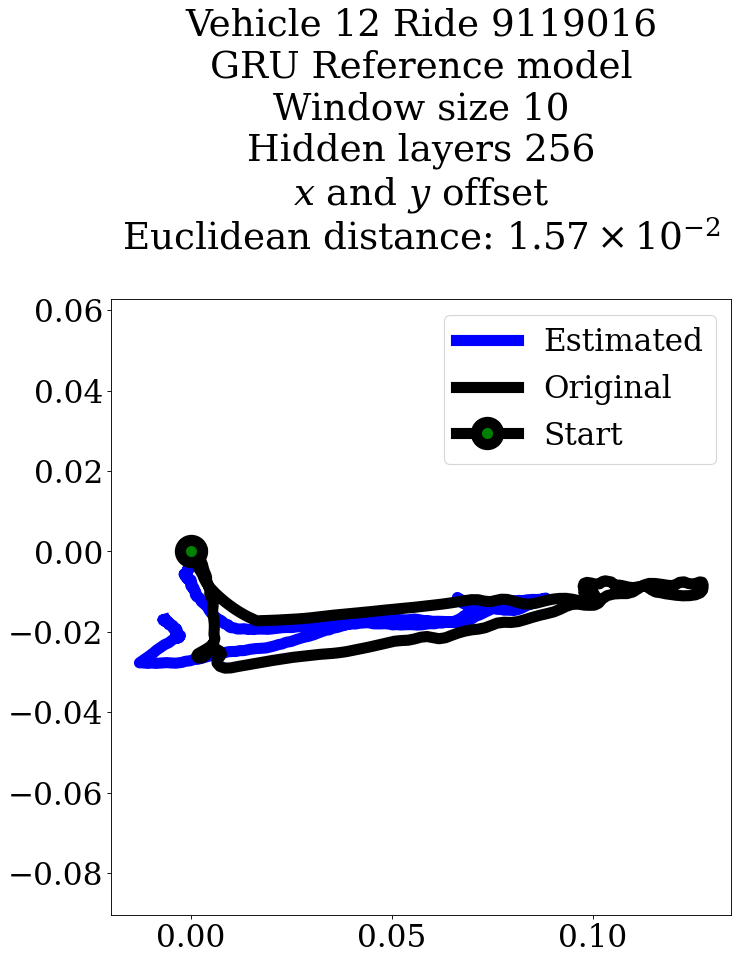 Vehicle 12 Ride 9119016
GRU Reference model
Window size 10
Hidden layers 256
x and y offset
Euclidean distance: 1.57 × 10⁻²
Estimated
Original
Start
0.06
0.04
0.02
0.00
−0.02
−0.04
−0.06
−0.08
0.00 0.05 0.10